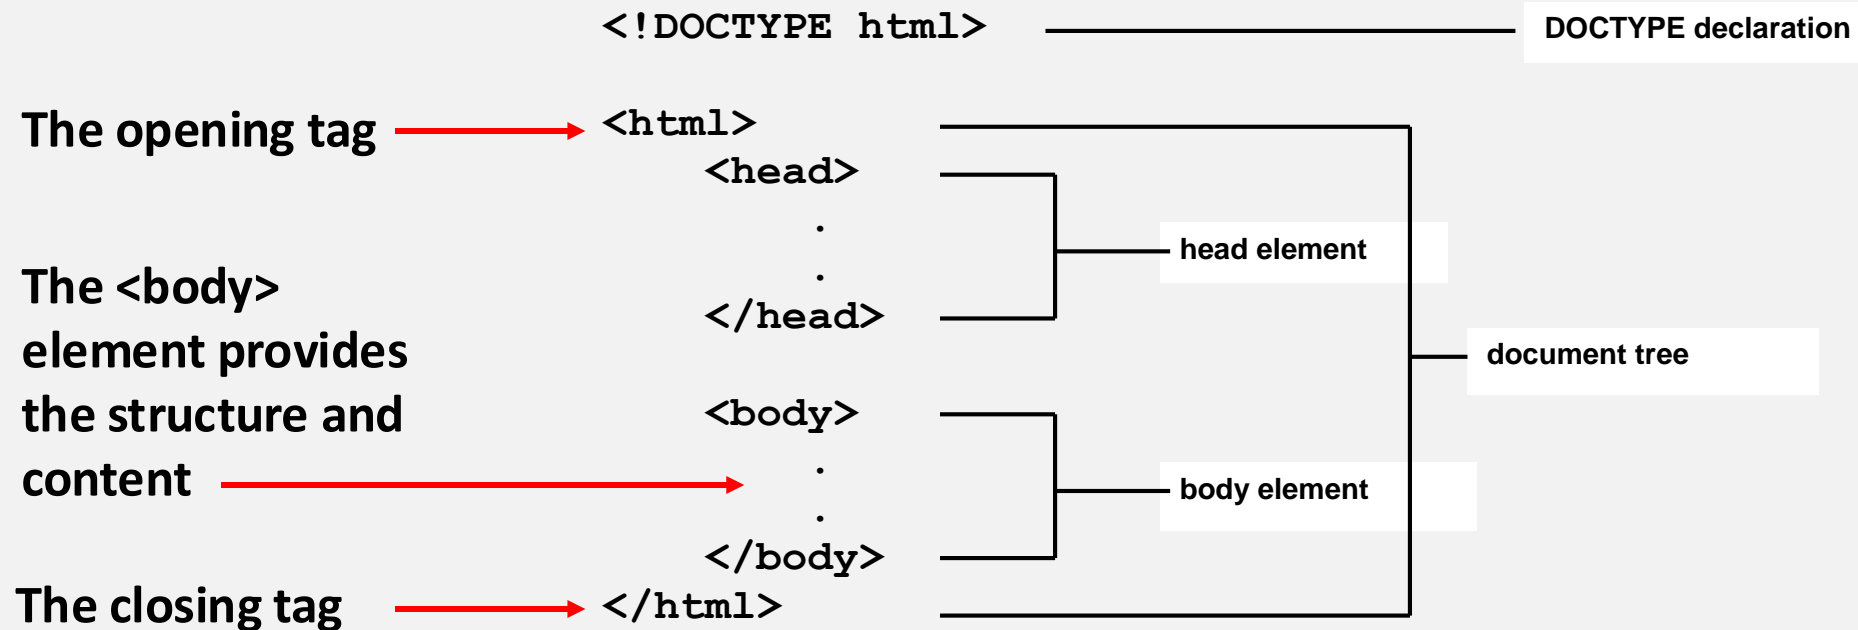 <!DOCTYPE html>
DOCTYPE declaration
The opening tag
<html>
<head>
.
head element
The <body>
.
element provides
</head>
document tree
the structure and
<body>
content
.
body element
.
</body>
The closing tag
</html>